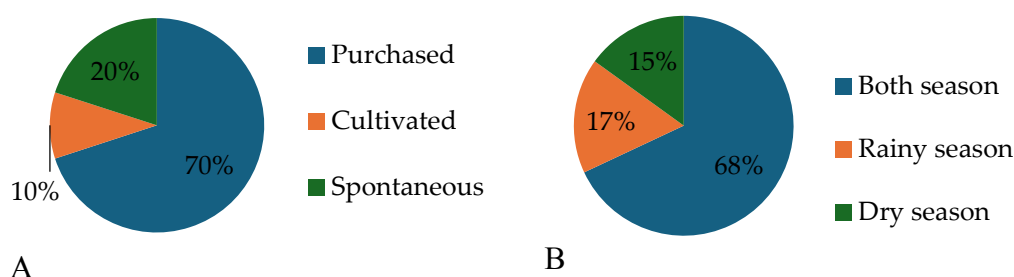 20%
70%
10%
Purchased
Cultivated
Spontaneous
A
15%
17%
68%
Both season
Rainy season
Dry season
B